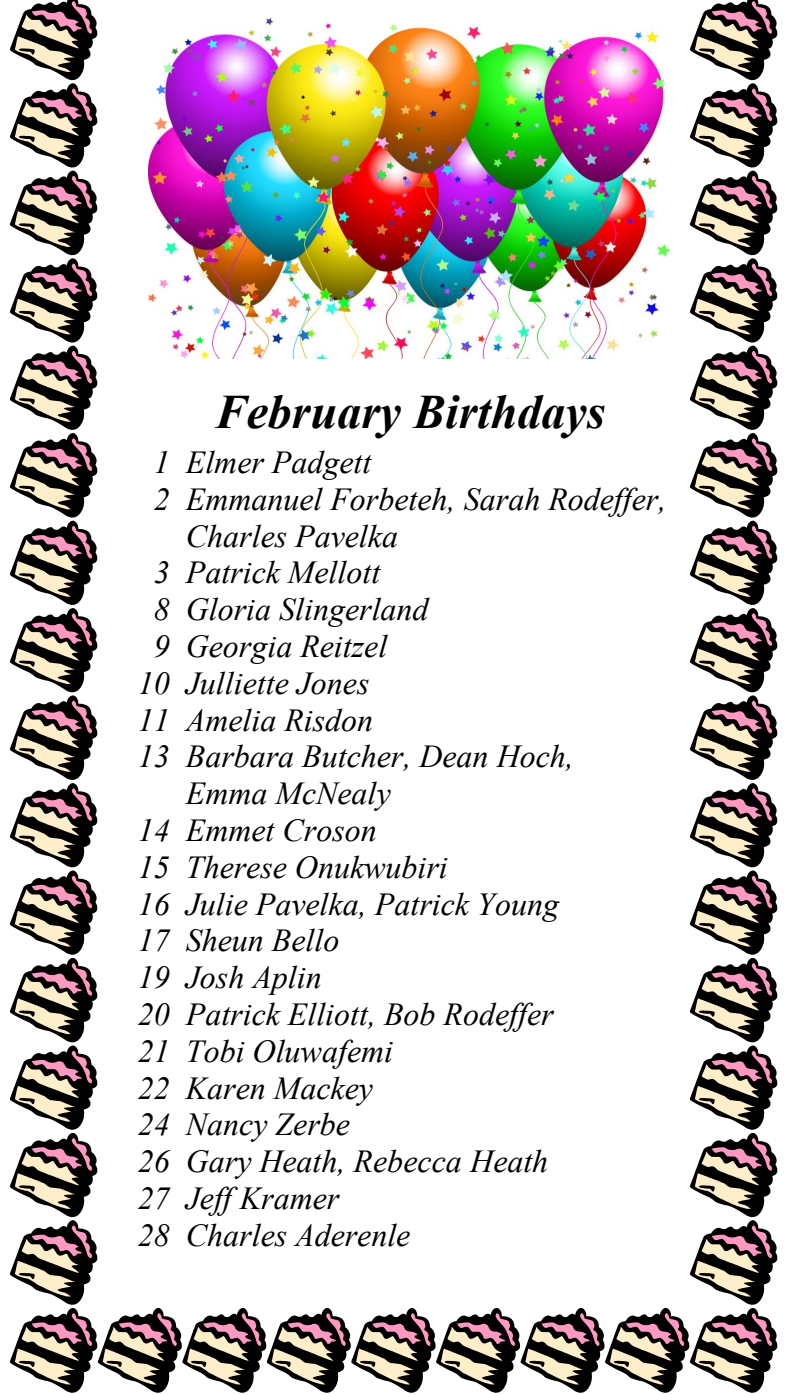 February Birthdays
1 Elmer Padgett
2 Emmanuel Forbeteh, Sarah Rodeffer,
Charles Pavelka
3 Patrick Mellott
8 Gloria Slingerland
9 Georgia Reitzel
10 Julliette Jones
11 Amelia Risdon
13 Barbara Butcher, Dean Hoch,
Emma McNealy
14 Emmet Croson
15 Therese Onukwubiri
16 Julie Pavelka, Patrick Young
17 Sheun Bello
19 Josh Aplin
20 Patrick Elliott, Bob Rodeffer
21 Tobi Oluwafemi
22 Karen Mackey
24 Nancy Zerbe
26 Gary Heath, Rebecca Heath
27 Jeff Kramer
28 Charles Aderenle